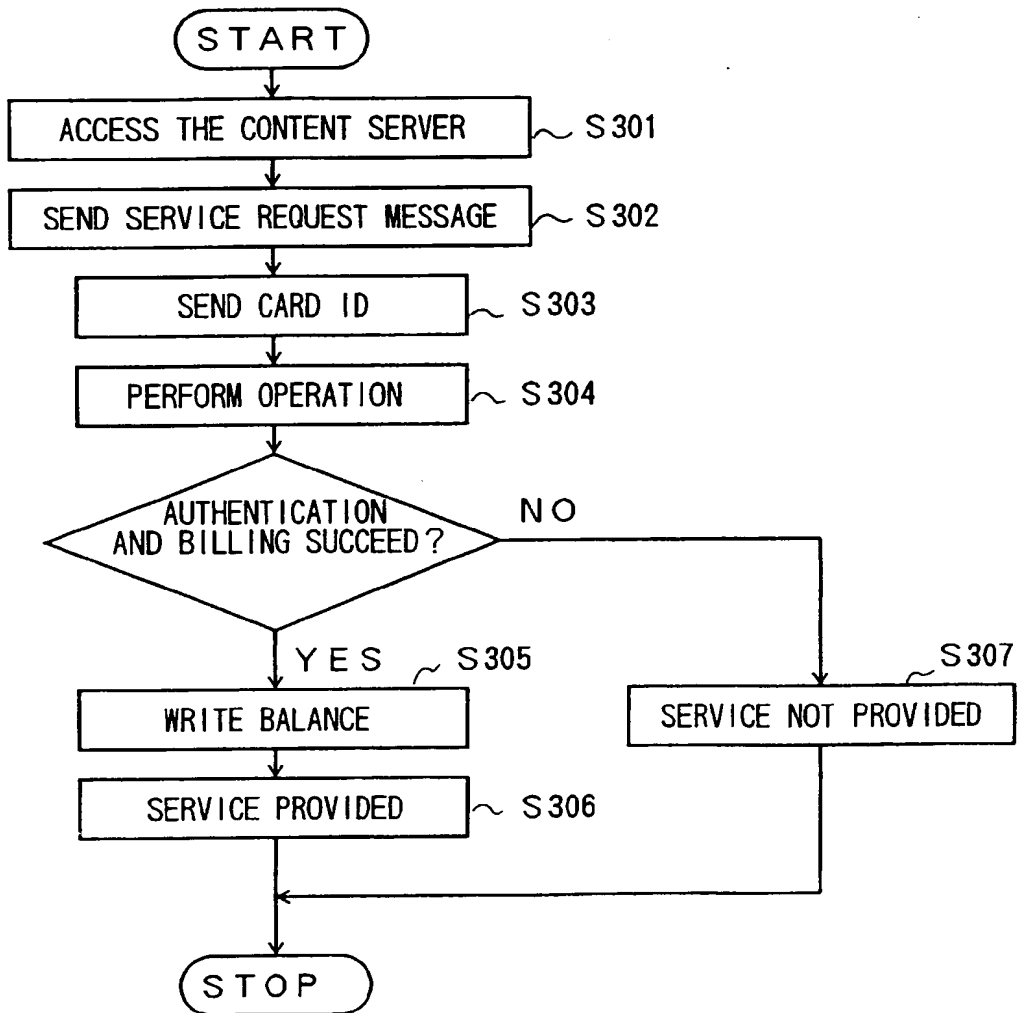 START
ACCESS THE CONTENT SERVER
S301
SEND SERVICE REQUEST MESSAGE
S302
SEND CARD ID
S303
PERFORM OPERATION
S304
AUTHENTICATION
AND BILLING SUCCEED?
NO
YES
S305
WRITE BALANCE
S307
SERVICE NOT PROVIDED
SERVICE PROVIDED
S306
STOP